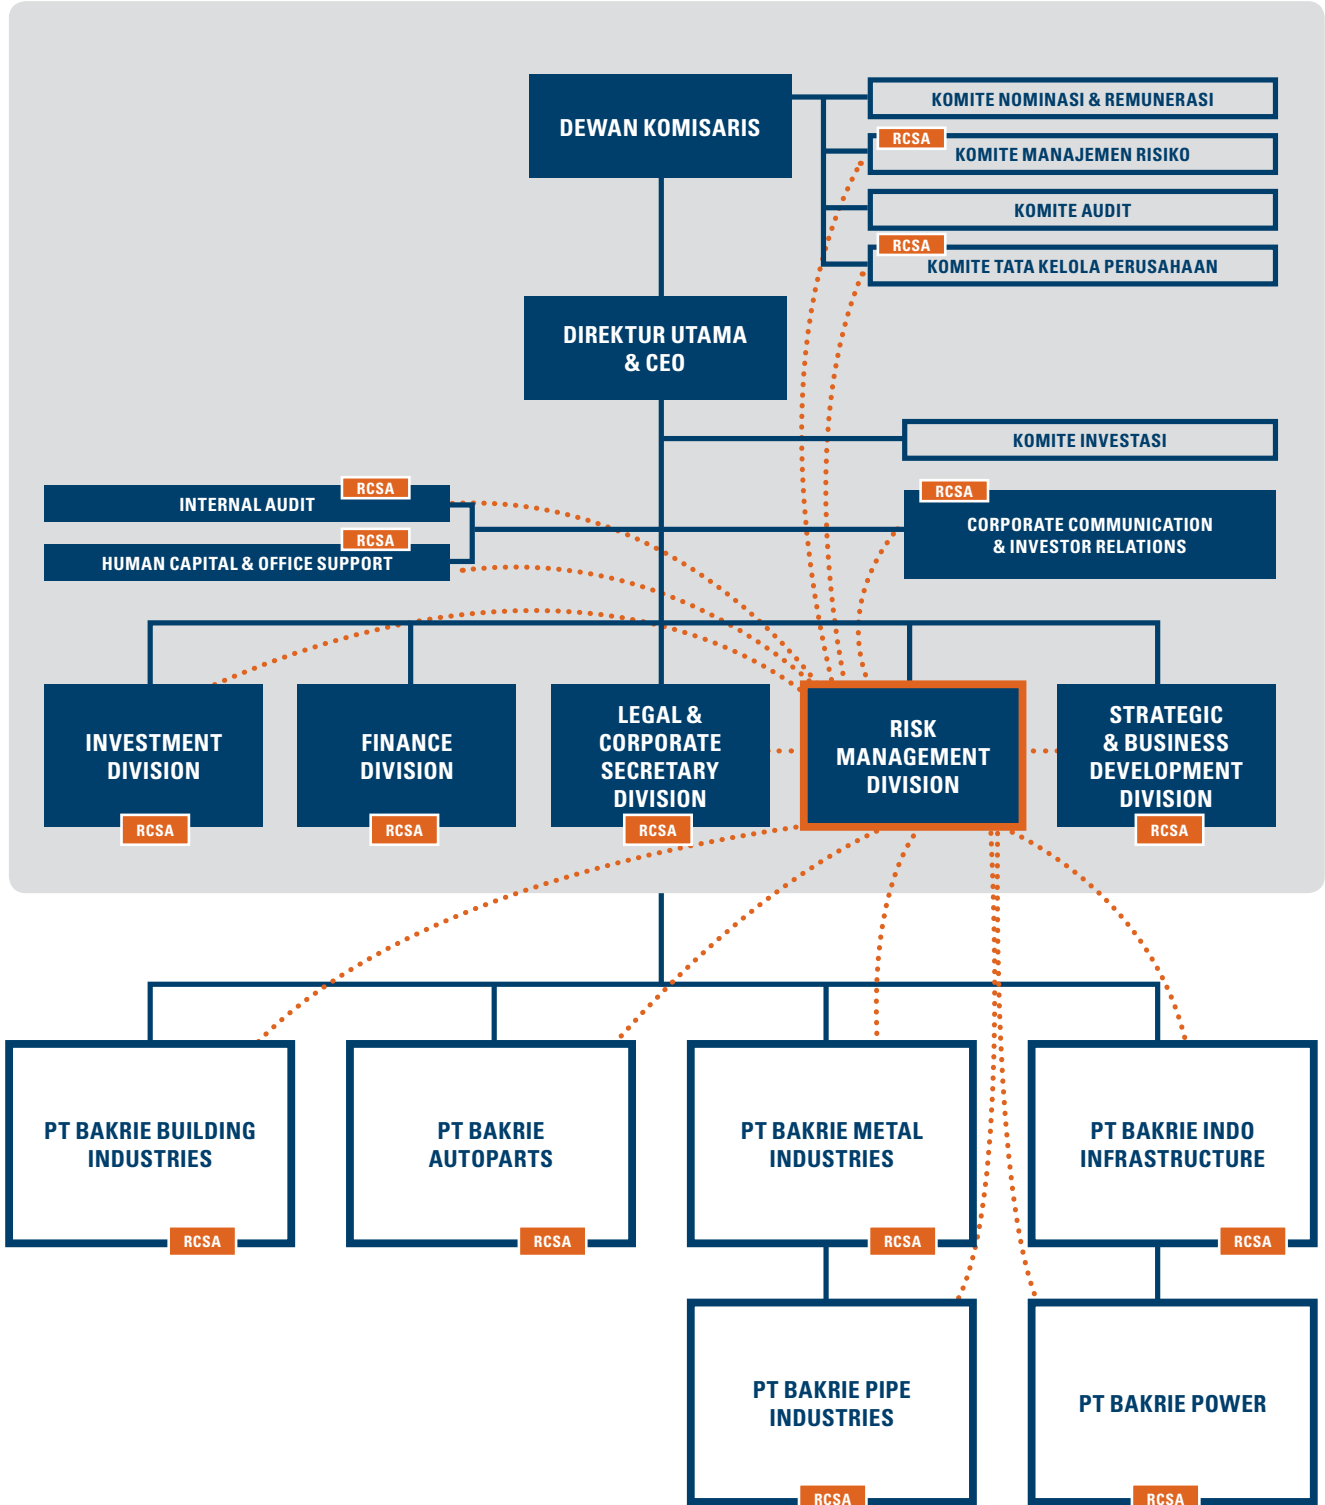 DEWAN KOMISARIS
KOMITE NOMINASI & REMUNERASI
RCSA
KOMITE MANAJEMEN RISIKO
KOMITE AUDIT
RCSA
KOMITE TATA KELOLA PERUSAHAAN
DIREKTUR UTAMA
& CEO
KOMITE INVESTASI
RCSA
INTERNAL AUDIT
RCSA
HUMAN CAPITAL & OFFICE SUPPORT
RCSA
CORPORATE COMMUNICATION
& INVESTOR RELATIONS
INVESTMENT
DIVISION
RCSA
FINANCE
DIVISION
RCSA
LEGAL &
CORPORATE
SECRETARY
DIVISION
RCSA
RISK
MANAGEMENT
DIVISION
STRATEGIC
& BUSINESS
DEVELOPMENT
DIVISION
RCSA
PT BAKRIE BUILDING
INDUSTRIES
RCSA
PT BAKRIE
AUTOPARTS
RCSA
PT BAKRIE METAL
INDUSTRIES
RCSA
PT BAKRIE INDO
INFRASTRUCTURE
RCSA
PT BAKRIE PIPE
INDUSTRIES
RCSA
PT BAKRIE POWER
RCSA